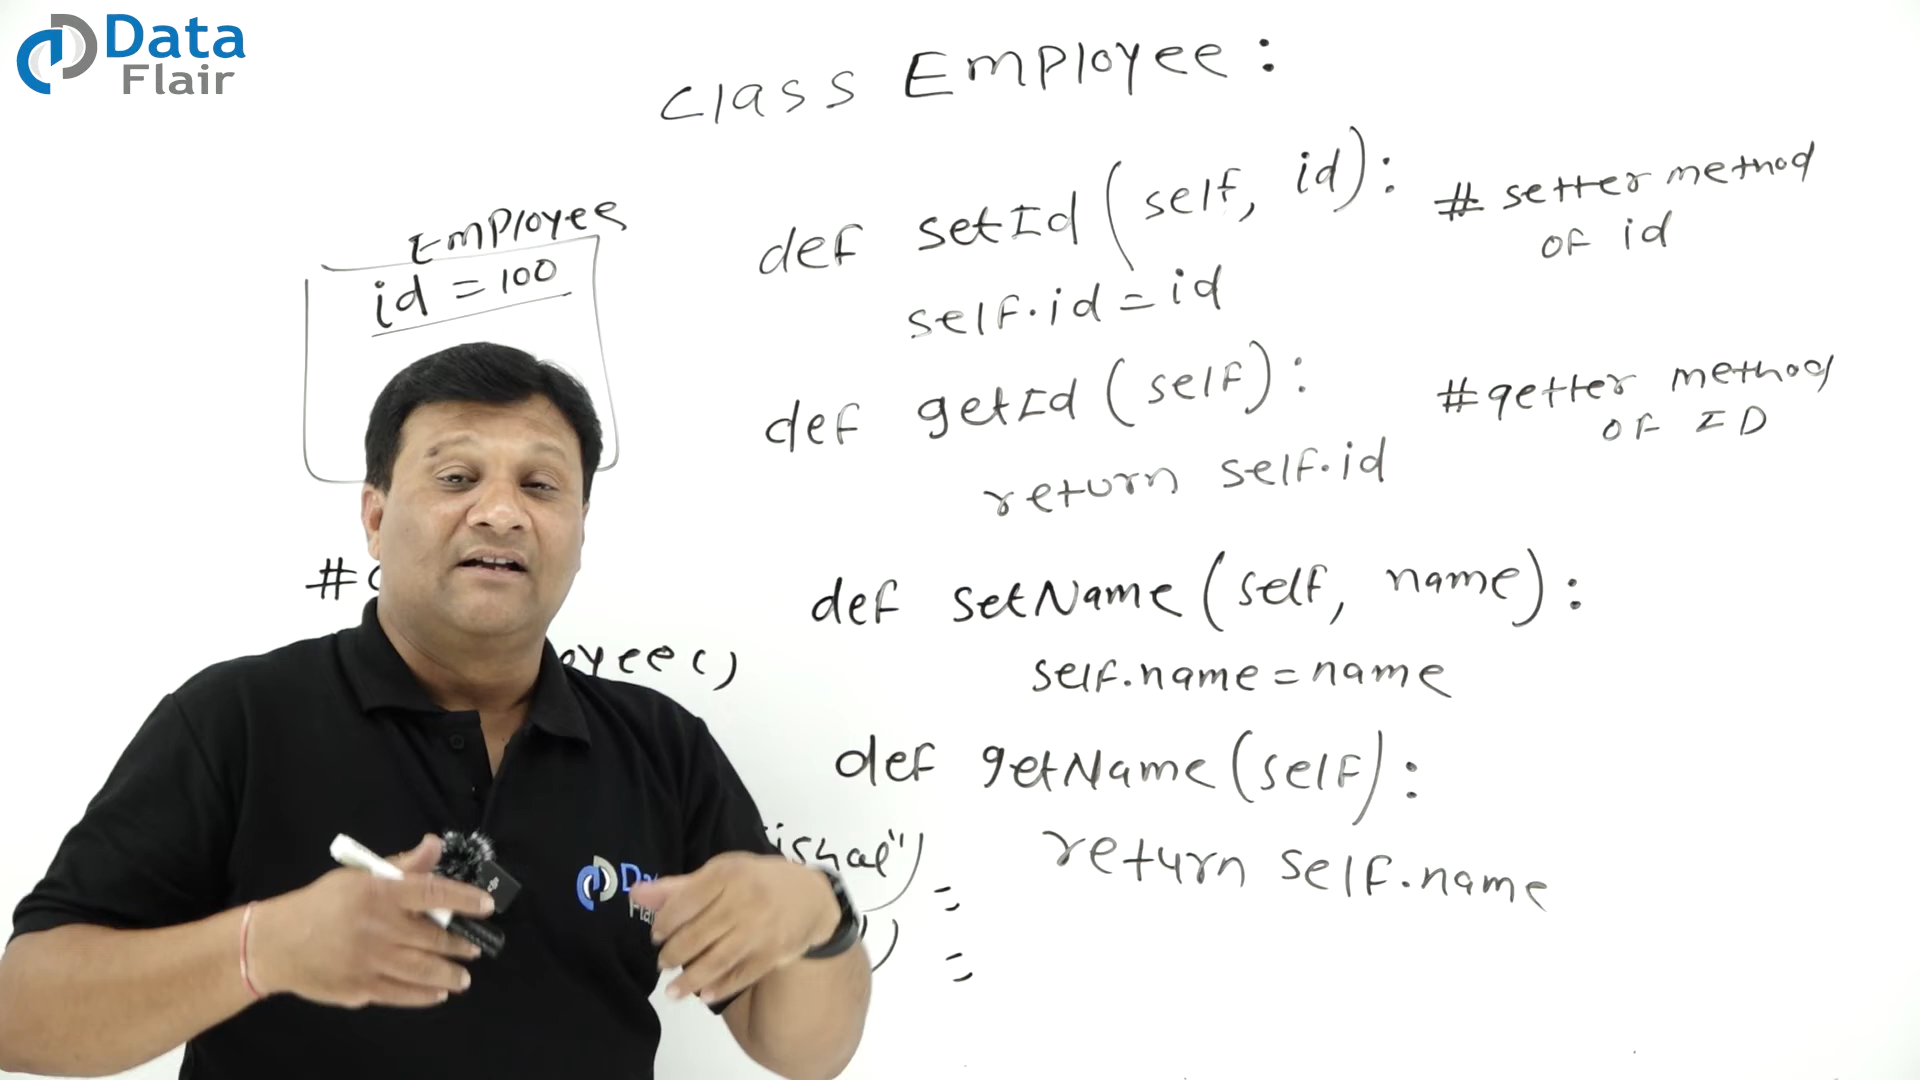 Data
Flair
class Employee:
def setId(self, id): # setter method
of id
self.id = id
def getId(self): #getter method
of ID
return self.id
def setName(self, name):
self.name = name
def getName(self):
return self.name
Employee
id = 100
#
oyee()
ishal")
)